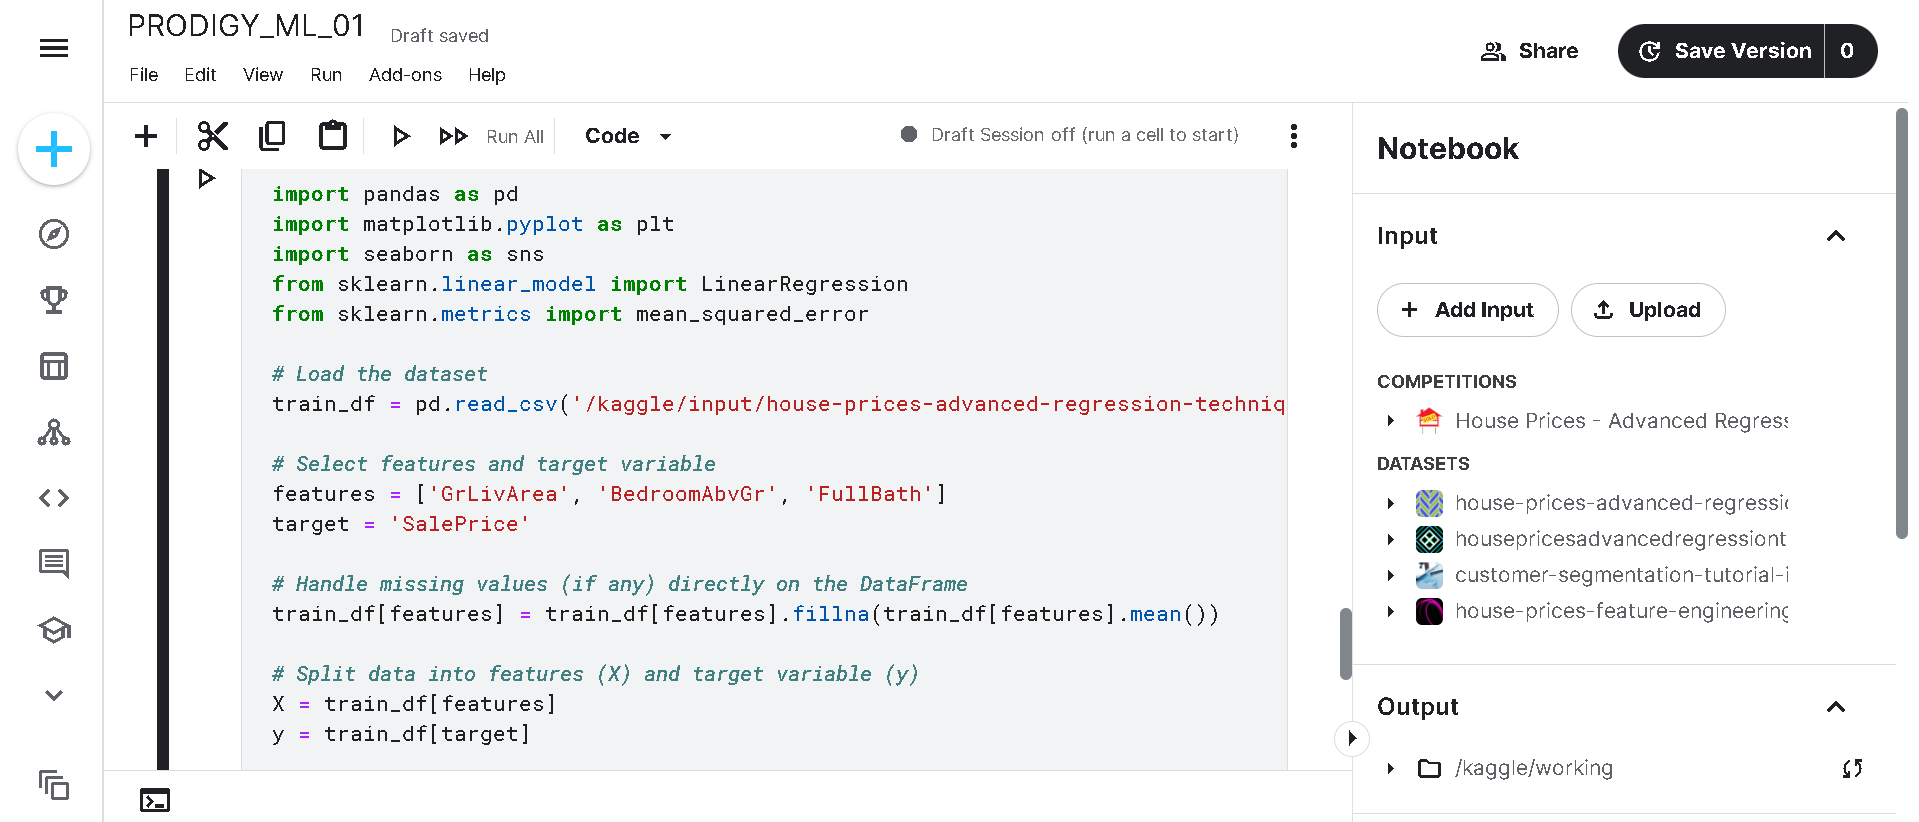 PRODIGY_ML_01
Draft saved
File Edit View Run Add-ons Help
Share
Save Version 0
Run All
Code
Draft Session off (run a cell to start)
import pandas as pd
import matplotlib.pyplot as plt
import seaborn as sns
from sklearn.linear_model import LinearRegression
from sklearn.metrics import mean_squared_error
# Load the dataset
train_df = pd.read_csv('/kaggle/input/house-prices-advanced-regression-techniq
# Select features and target variable
features = ['GrLivArea', 'BedroomAbvGr', 'FullBath']
target = 'SalePrice'
# Handle missing values (if any) directly on the DataFrame
train_df[features] = train_df[features].fillna(train_df[features].mean())
# Split data into features (X) and target variable (y)
X = train_df[features]
y = train_df[target]
Notebook
Input
+ Add Input
Upload
COMPETITIONS
House Prices - Advanced Regress
DATASETS
house-prices-advanced-regressio
housepricesadvancedregressiont
customer-segmentation-tutorial-i
house-prices-feature-engineering
Output
/kaggle/working